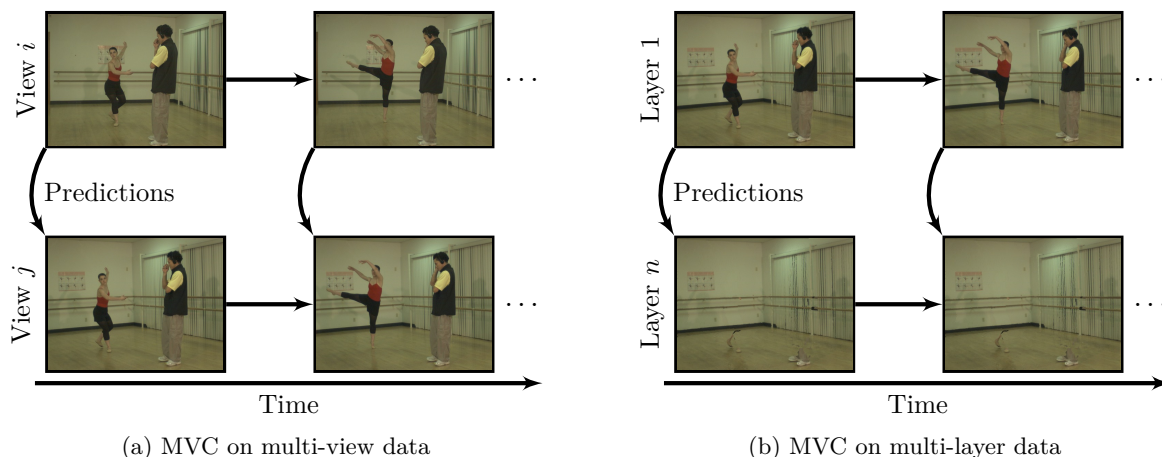 View i
Predictions
View j
Time
(a) MVC on multi-view data
Layer 1
Predictions
Layer n
Time
(b) MVC on multi-layer data